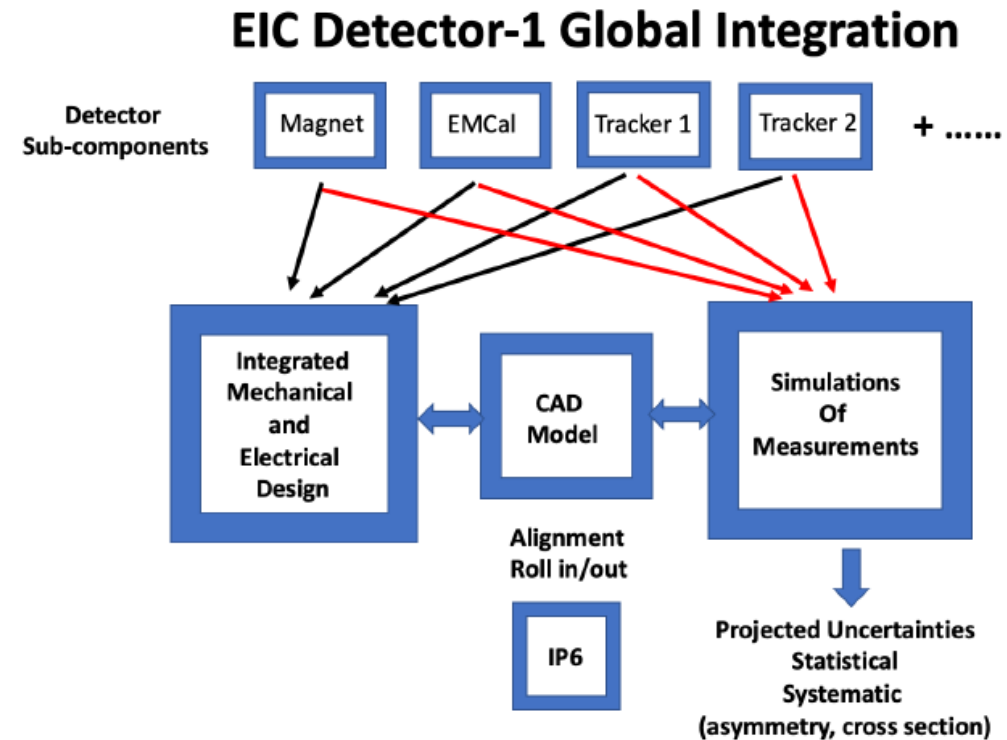 EIC Detector-1 Global Integration
Detector
Sub-components
Magnet
EMCal
Tracker 1
Tracker 2
+ ......
Integrated
Mechanical
and
Electrical
Design
CAD
Model
Simulations
Of
Measurements
Alignment
Roll in/out
IP6
Projected Uncertainties
Statistical
Systematic
(asymmetry, cross section)